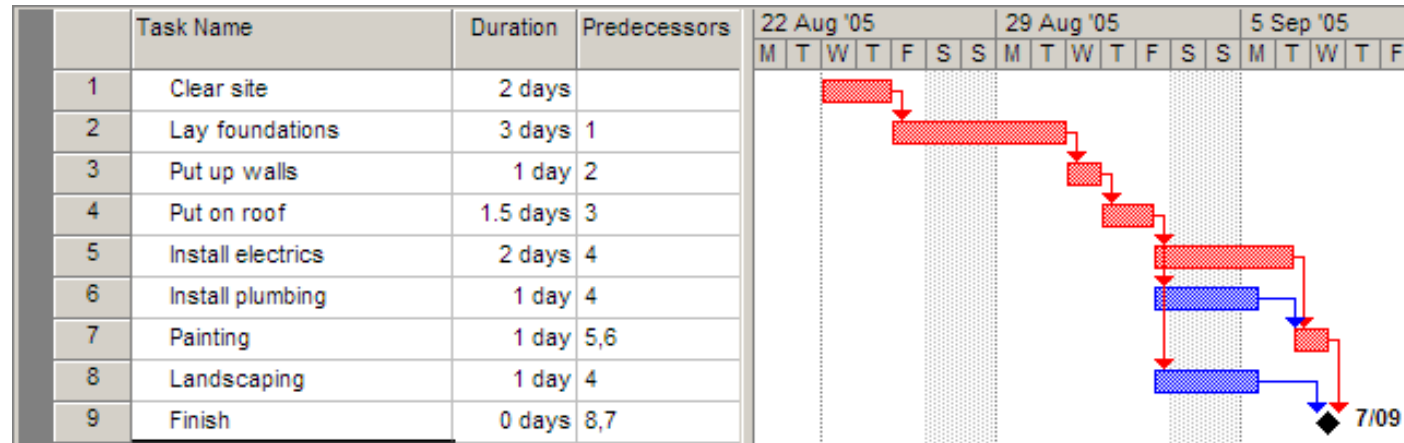 Task Name Duration Predecessors 22 Aug '05 29 Aug '05 5 Sep '05
M T W T F S S M T W T F S S M T W T F
1 Clear site 2 days
2 Lay foundations 3 days 1
3 Put up walls 1 day 2
4 Put on roof 1.5 days 3
5 Install electrics 2 days 4
6 Install plumbing 1 day 4
7 Painting 1 day 5,6
8 Landscaping 1 day 4
9 Finish 0 days 8,7 7/09